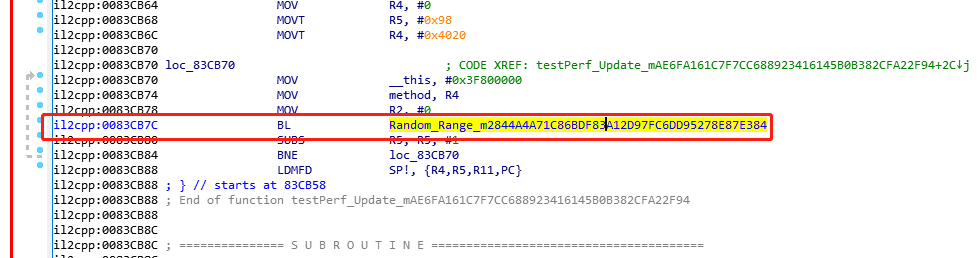 il2cpp:0083CB64 MOV R4, #0
il2cpp:0083CB68 MOVT R5, #0x98
il2cpp:0083CB6C MOVT R4, #0x4020
il2cpp:0083CB70
il2cpp:0083CB70 loc_83CB70 ; CODE XREF: testPerf_Update_mAE6FA161C7F7CC688923416145B0B382CFA22F94+2C↓j
il2cpp:0083CB70 MOV __this, #0x3F800000
il2cpp:0083CB74 MOV method, R4
il2cpp:0083CB78 MOV R2, #0
il2cpp:0083CB7C BL Random_Range_m2844A4A71C86BDF83A12D97FC6DD95278E87E384
il2cpp:0083CB80 SUBS R5, R5, #1
il2cpp:0083CB84 BNE loc_83CB70
il2cpp:0083CB88 LDMFD SP!, {R4,R5,R11,PC}
il2cpp:0083CB88 ; } // starts at 83CB58
il2cpp:0083CB88 ; End of function testPerf_Update_mAE6FA161C7F7CC688923416145B0B382CFA22F94
il2cpp:0083CB88
il2cpp:0083CB8C
il2cpp:0083CB8C ; =============== S U B R O U T I N E =======================================